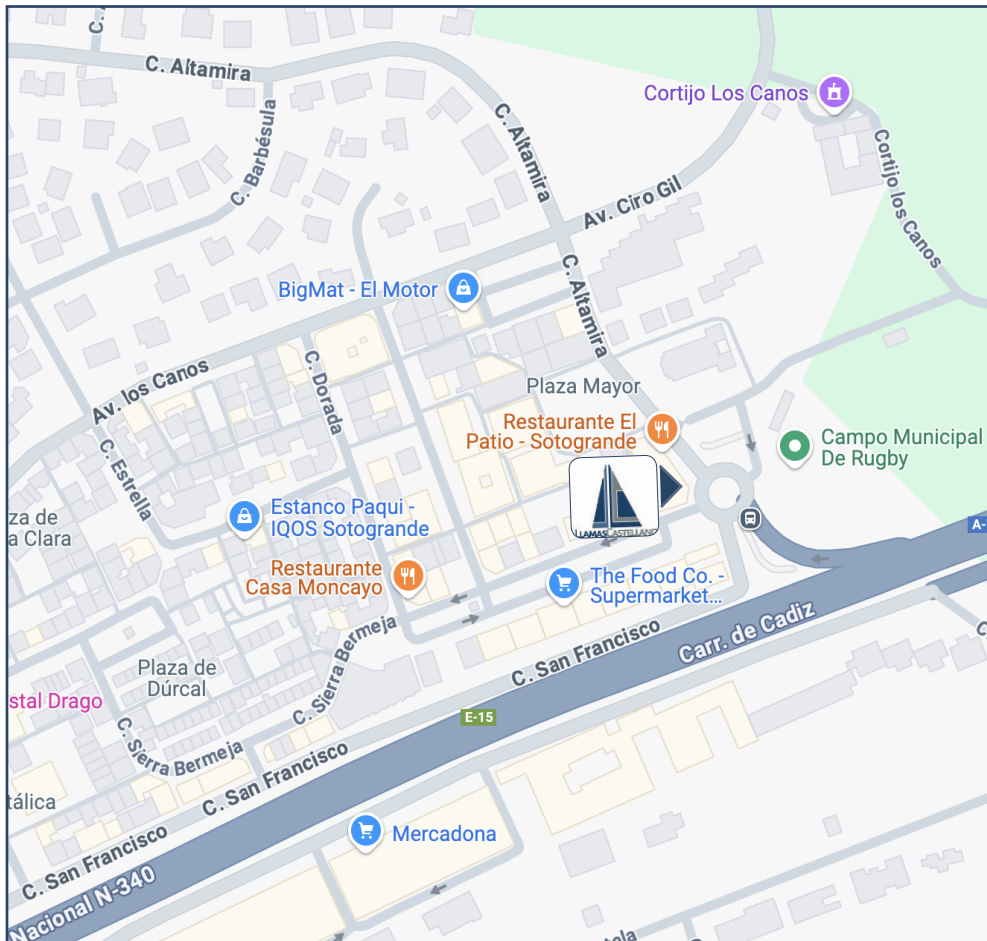 C. Altamira
Cortijo Los Canos
C. Altamira
C. Barbésula
Cortijo los Canos
Av. Ciro Gil
C. Altamira
BigMat - El Motor
C. Dorada
Av. los Canos
Plaza Mayor
Restaurante El
Patio - Sotogrande
Campo Municipal
De Rugby
C. Estrella
Estanco Paqui -
IQOS Sotogrande
za de
a Clara
LLAMASCASTELLANO
A-
Restaurante
Casa Moncayo
The Food Co. -
Supermarket...
C. San Francisco
Carr. de Cadiz
C. Sierra Bermeja
Plaza de
Dúrcal
stal Drago
E-15
C. Sierra Bermeja
C. San Francisco
tálica
Mercadona
C. San Francisco
Nacional N-340